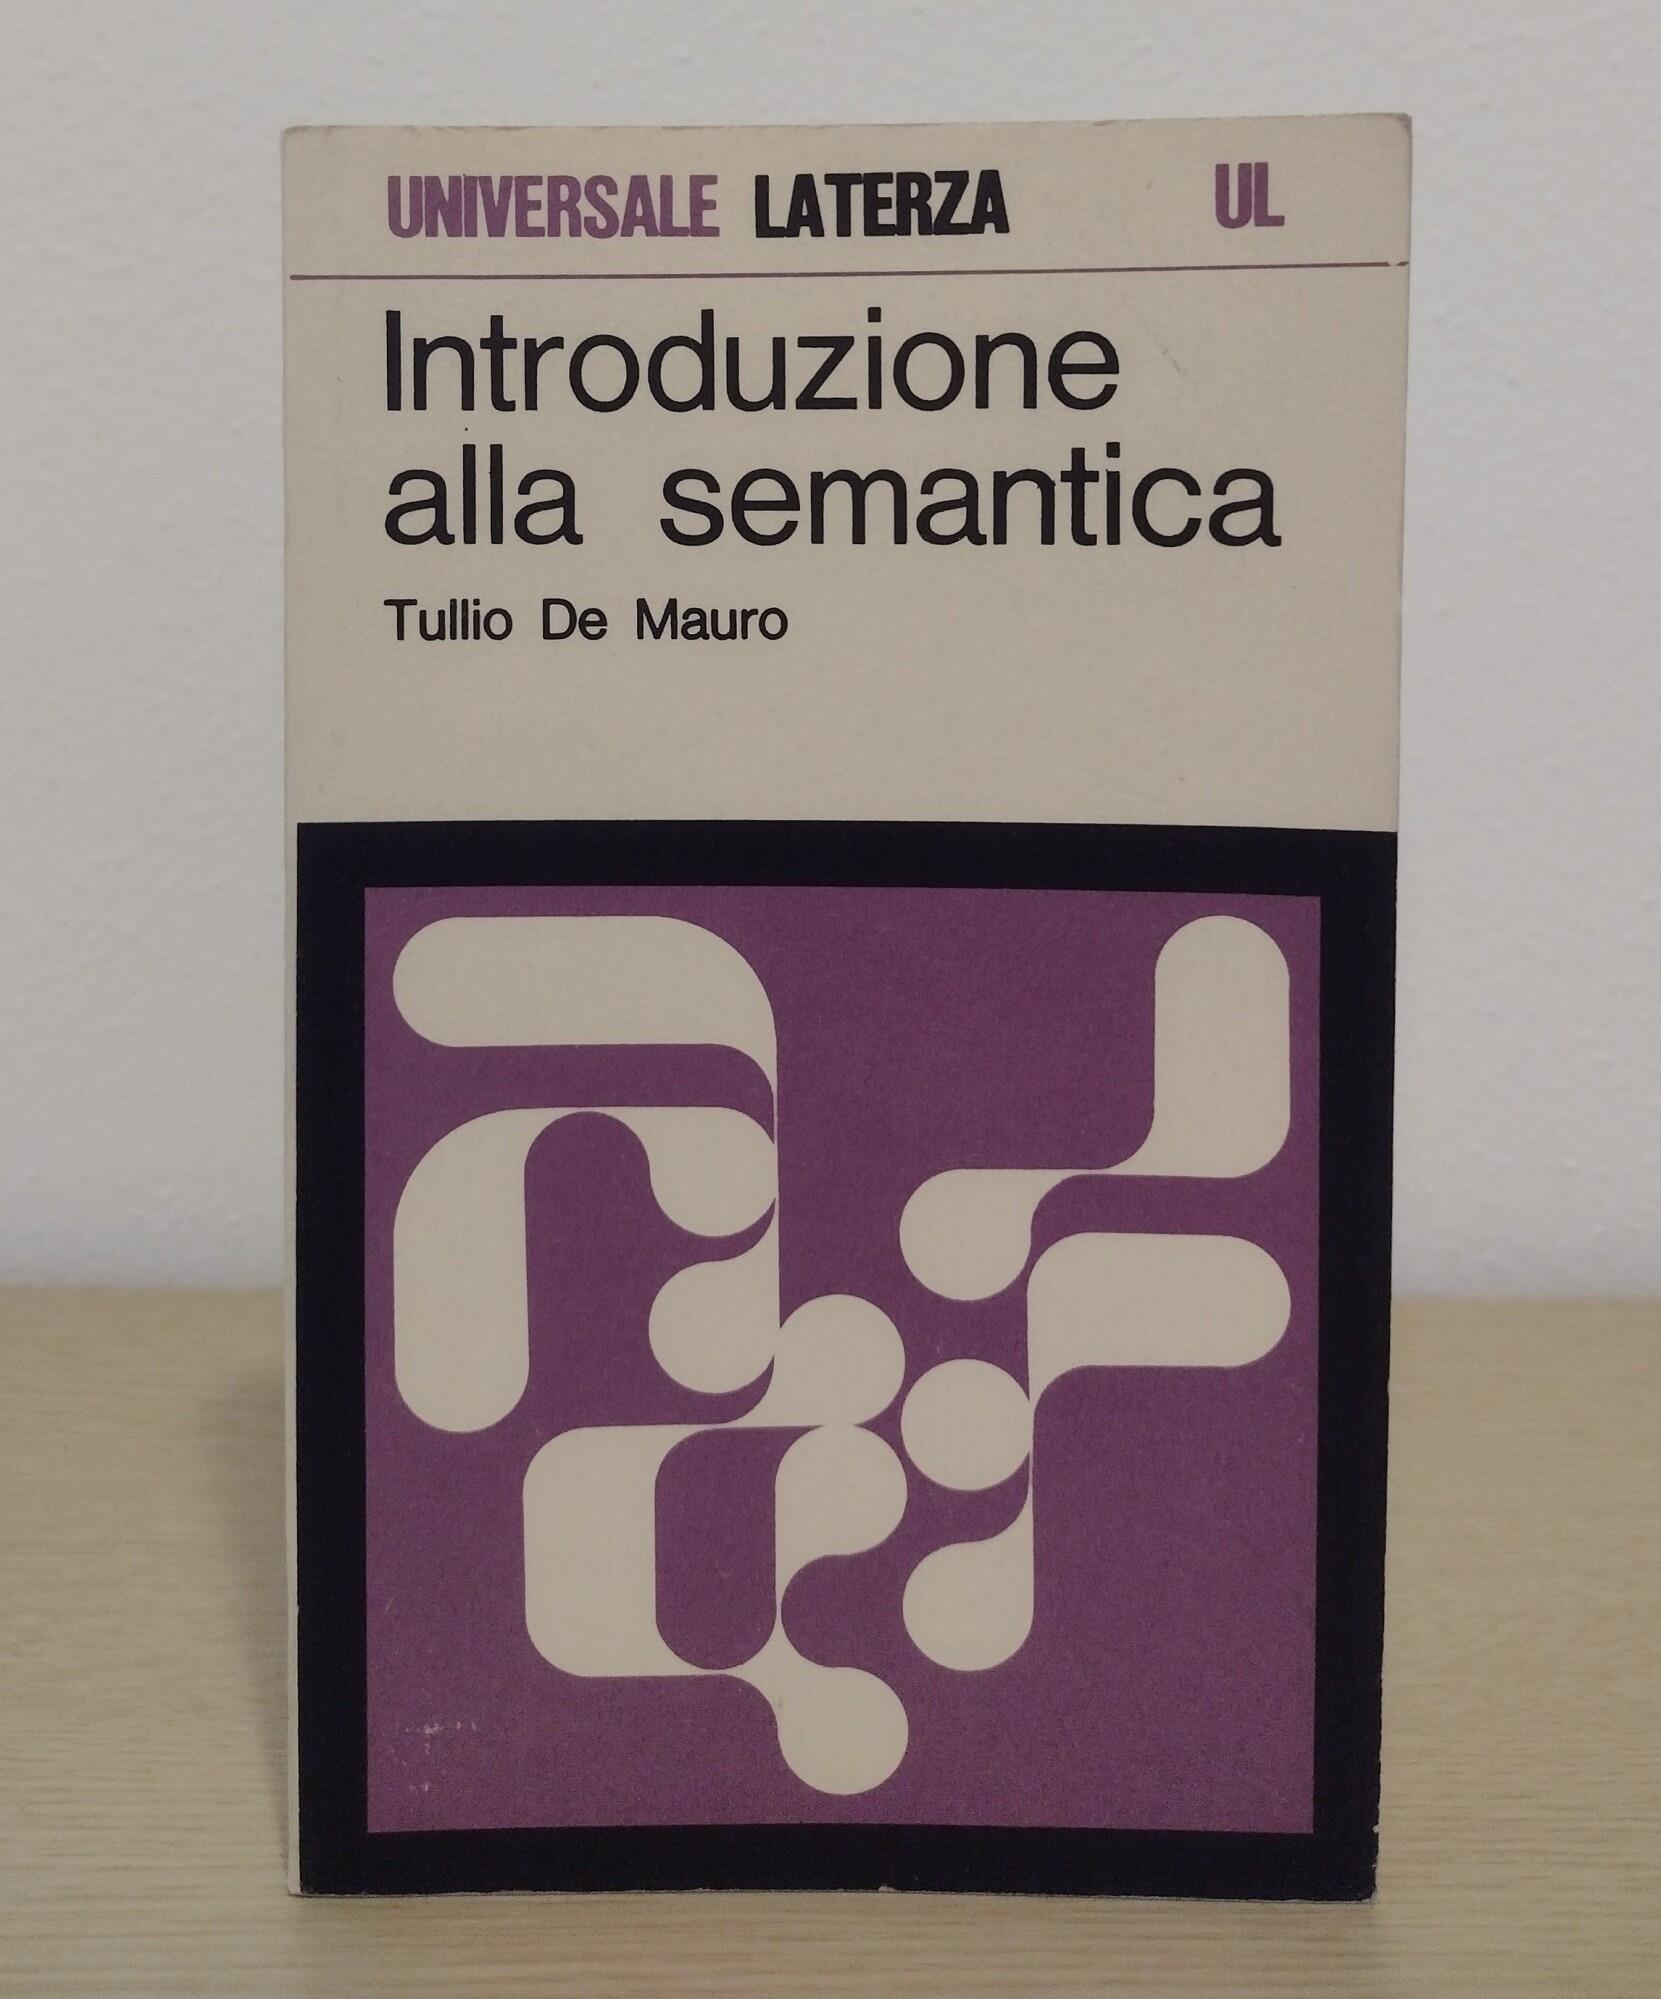 UNIVERSALE LATERZA UL
Introduzione
alla semantica
Tullio De Mauro